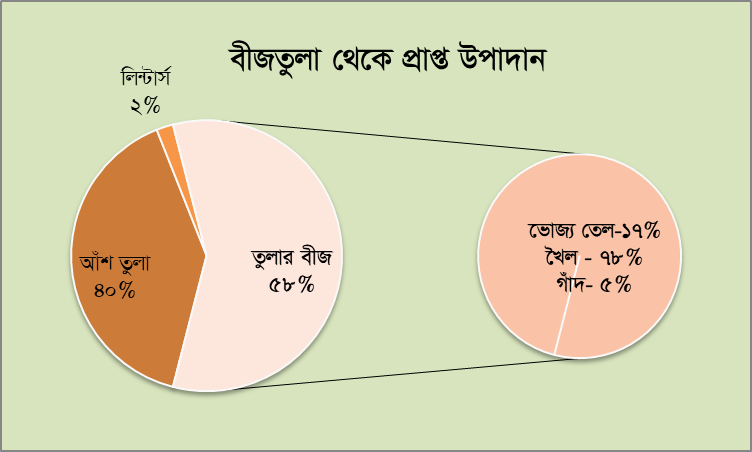 বীজতুলা থেকে প্রাপ্ত উপাদান
লিন্টার্স
২%
আঁশ তুলা
৪০%
তুলার বীজ
৫৮%
ভোজ্য তেল-১৭%
খৈল - ৭৮%
গাঁদ- ৫%